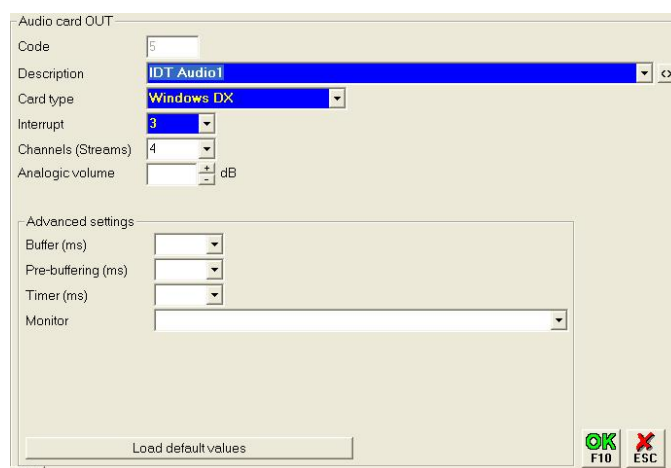 Audio card OUT
Code 5
Description IDT Audio1 <>
Card type Windows DX
Interrupt 3
Channels (Streams) 4
Analogic volume + - dB
Advanced settings
Buffer (ms)
Pre-buffering (ms)
Timer (ms)
Monitor
Load default values
OK F10
ESC